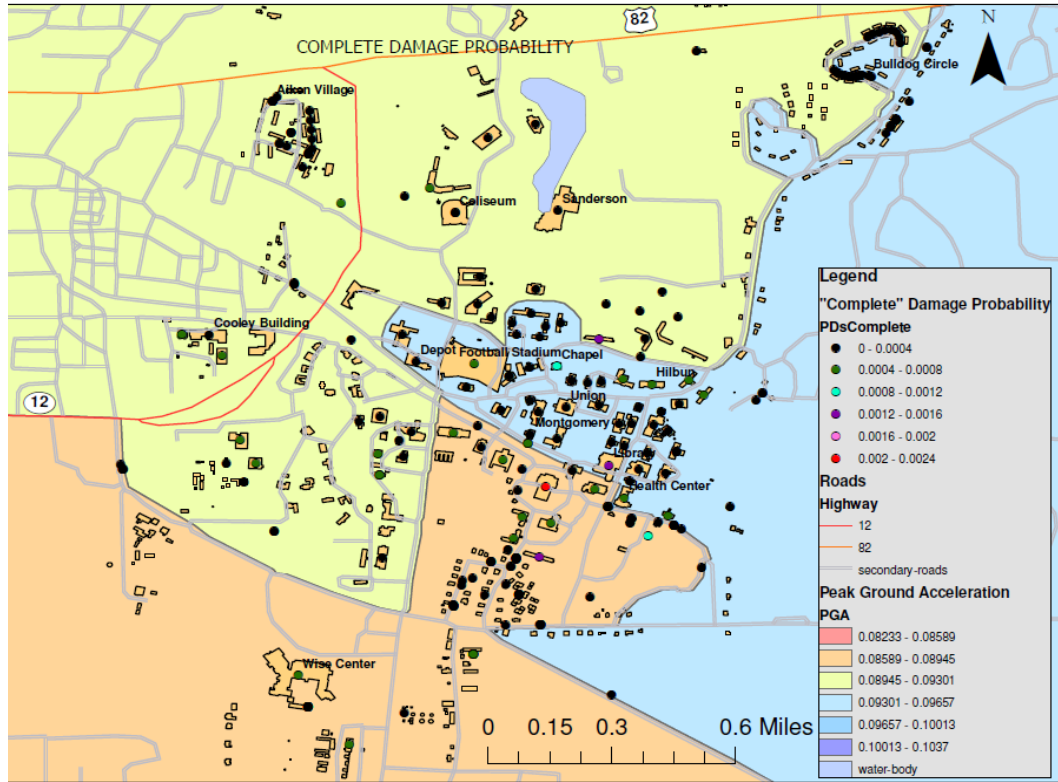 82
N
COMPLETE DAMAGE PROBABILITY
Bulldog Circle
Aiken Village
Coliseum
Sanderson
Cooley Building
Depot
Football Stadium
Chapel
Hilbun
12
Union
Montgomery
Library
Health Center
Wise Center
0 0.15 0.3 0.6 Miles
Legend
"Complete" Damage Probability
PDsComplete
0 - 0.0004
0.0004 - 0.0008
0.0008 - 0.0012
0.0012 - 0.0016
0.0016 - 0.002
0.002 - 0.0024
Roads
Highway
12
82
secondary-roads
Peak Ground Acceleration
PGA
0.08233 - 0.08589
0.08589 - 0.08945
0.08945 - 0.09301
0.09301 - 0.09657
0.09657 - 0.10013
0.10013 - 0.1037
water-body